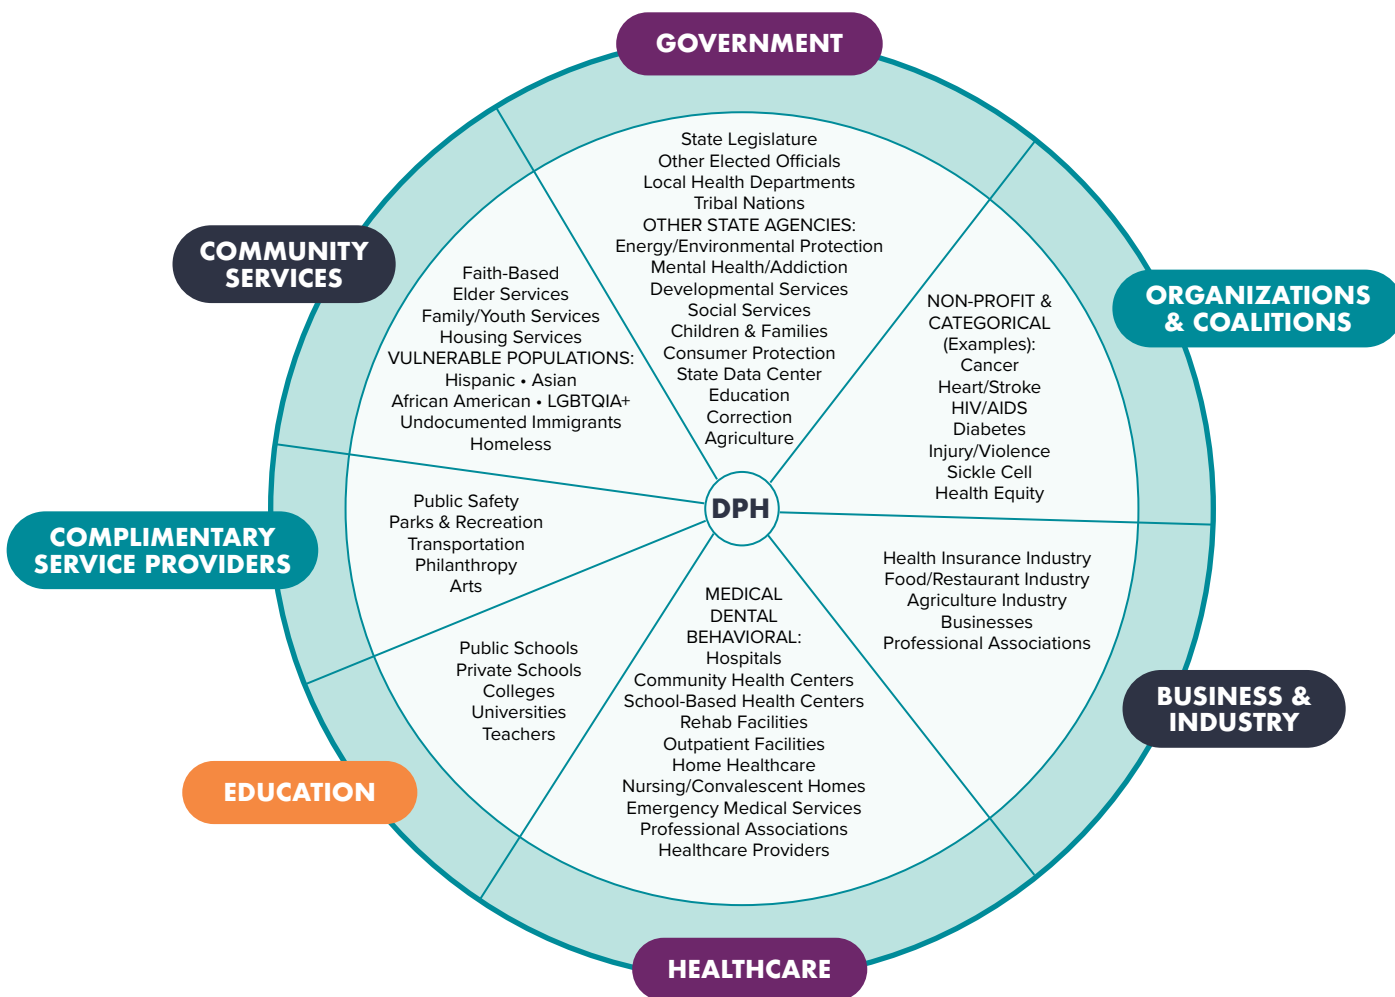 GOVERNMENT
State Legislature
Other Elected Officials
Local Health Departments
Tribal Nations
OTHER STATE AGENCIES:
Energy/Environmental Protection
Mental Health/Addiction
Developmental Services
Social Services
Children & Families
Consumer Protection
State Data Center
Education
Correction
Agriculture
ORGANIZATIONS
& COALITIONS
NON-PROFIT &
CATEGORICAL
(Examples):
Cancer
Heart/Stroke
HIV/AIDS
Diabetes
Injury/Violence
Sickle Cell
Health Equity
BUSINESS &
INDUSTRY
Health Insurance Industry
Food/Restaurant Industry
Agriculture Industry
Businesses
Professional Associations
HEALTHCARE
MEDICAL
DENTAL
BEHAVIORAL:
Hospitals
Community Health Centers
School-Based Health Centers
Rehab Facilities
Outpatient Facilities
Home Healthcare
Nursing/Convalescent Homes
Emergency Medical Services
Professional Associations
Healthcare Providers
EDUCATION
Public Schools
Private Schools
Colleges
Universities
Teachers
COMPLIMENTARY
SERVICE PROVIDERS
Public Safety
Parks & Recreation
Transportation
Philanthropy
Arts
COMMUNITY
SERVICES
Faith-Based
Elder Services
Family/Youth Services
Housing Services
VULNERABLE POPULATIONS:
Hispanic • Asian
African American • LGBTQIA+
Undocumented Immigrants
Homeless
DPH